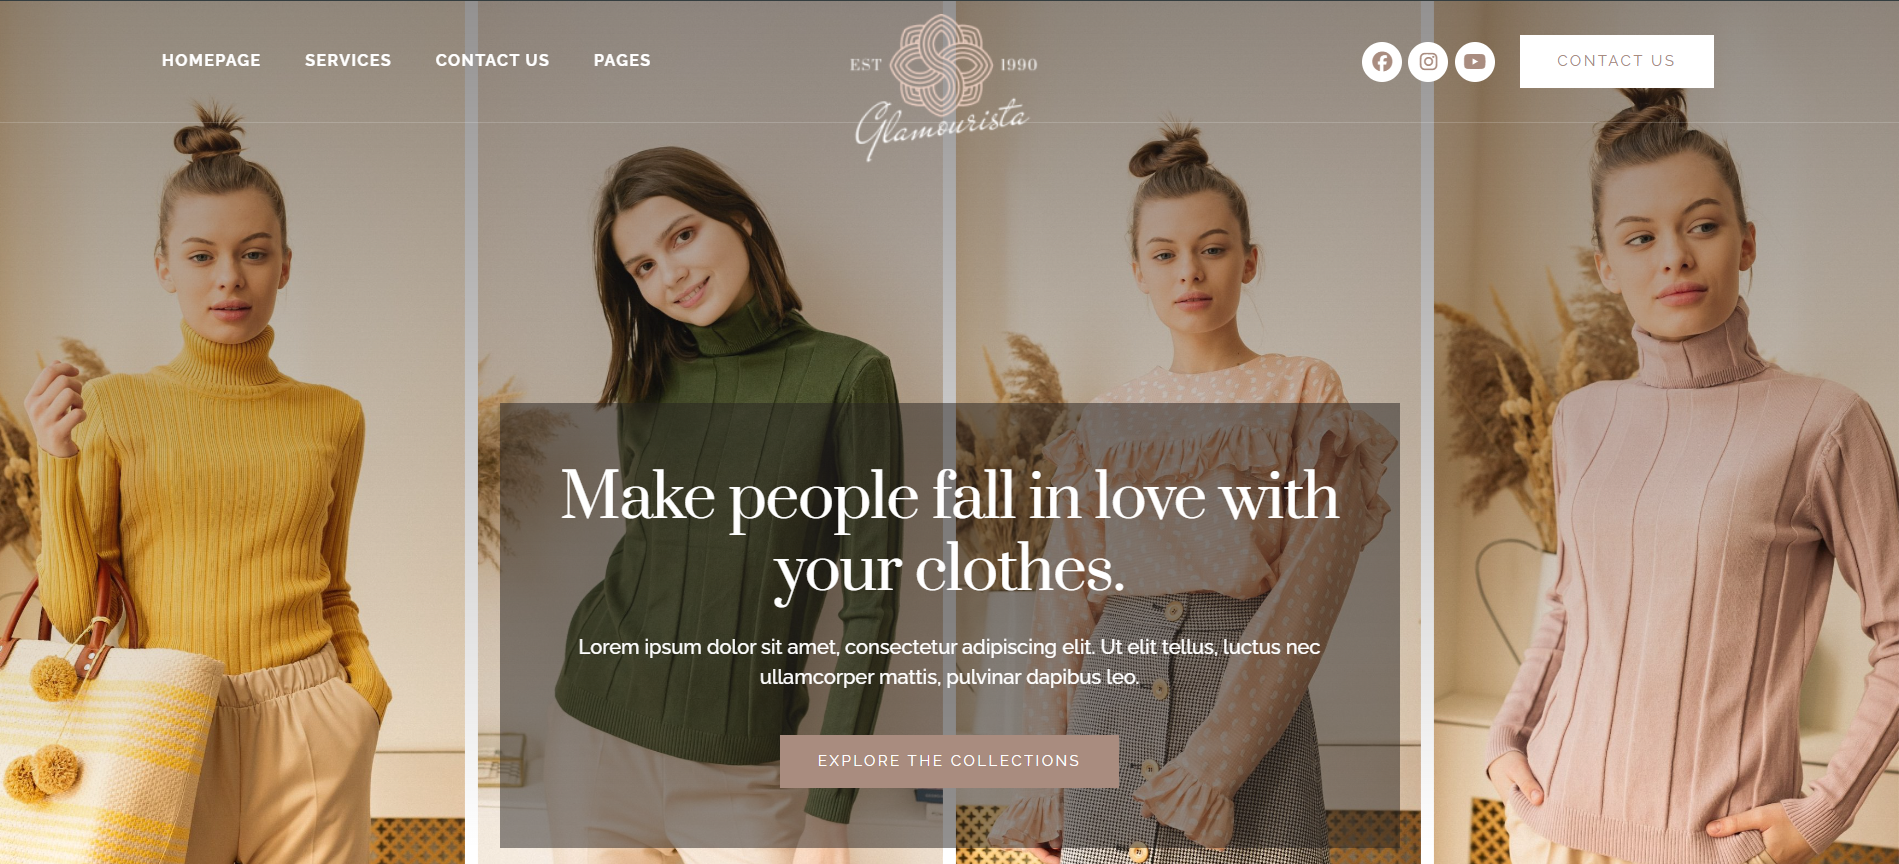 HOMEPAGE SERVICES CONTACT US PAGES
EST 1990
Glamourista
CONTACT US
Make people fall in love with
your clothes.
Lorem ipsum dolor sit amet, consectetur adipiscing elit. Ut elit tellus, luctus nec
ullamcorper mattis, pulvinar dapibus leo.
EXPLORE THE COLLECTIONS